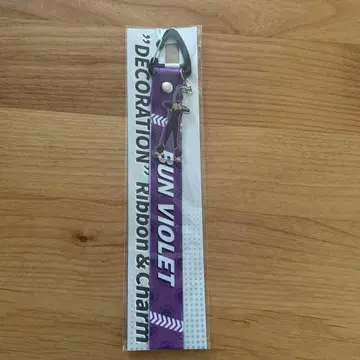 "DECORATION" Ribbon & Charm
BUN VIOLET